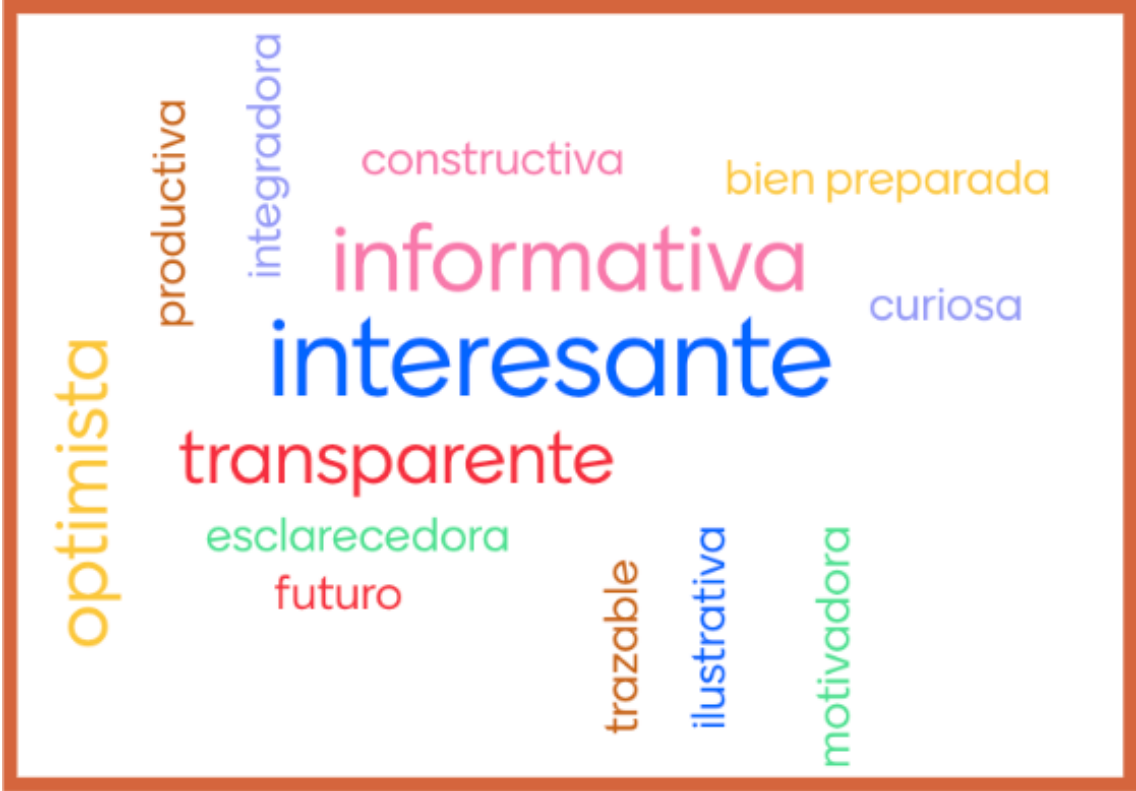 integradora
productiva
constructiva
bien preparada
informativa
curiosa
interesante
optimista
transparente
esclarecedora
futuro
trazable
ilustrativa
motivadora